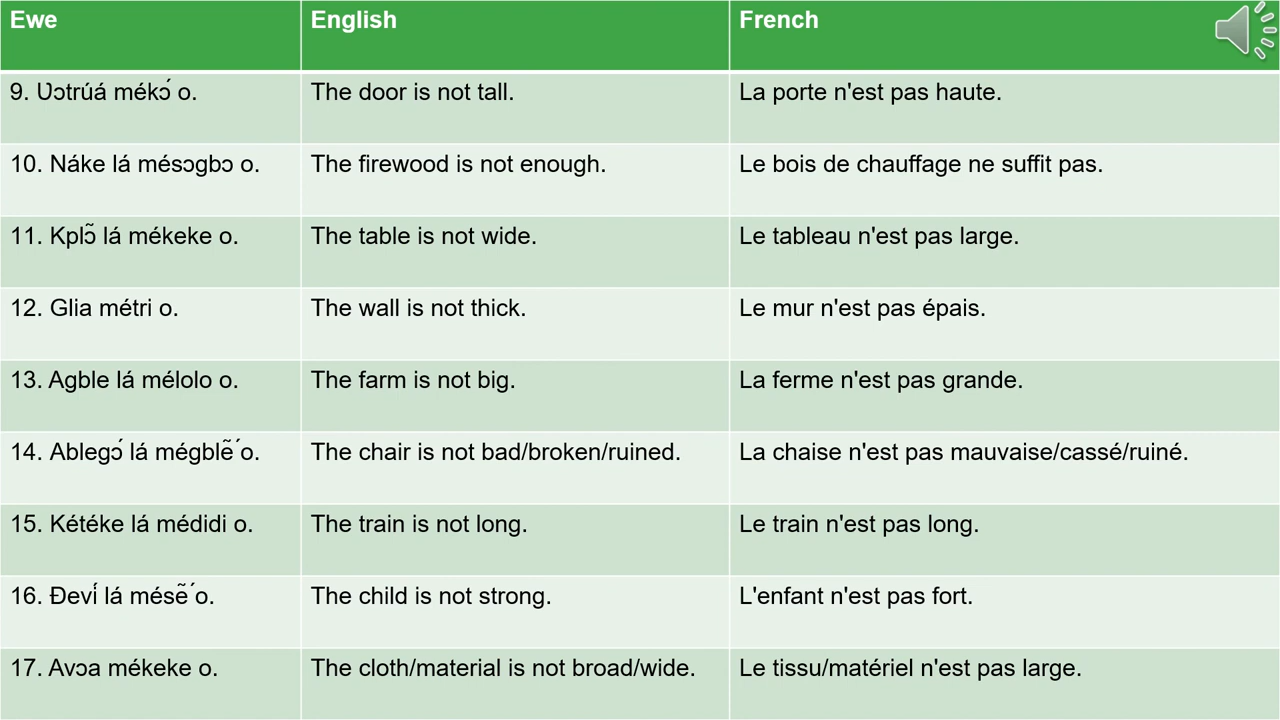 Ewe English French
9. Ʋɔtrúá mékɔ́ o. The door is not tall. La porte n'est pas haute.
10. Náke lá mésɔgbɔ o. The firewood is not enough. Le bois de chauffage ne suffit pas.
11. Kplɔ̃ lá mékeke o. The table is not wide. Le tableau n'est pas large.
12. Glia métri o. The wall is not thick. Le mur n'est pas épais.
13. Agble lá mélolo o. The farm is not big. La ferme n'est pas grande.
14. Ablegɔ́ lá mégblẽ́ o. The chair is not bad/broken/ruined. La chaise n'est pas mauvaise/cassé/ruiné.
15. Kétéke lá médidi o. The train is not long. Le train n'est pas long.
16. Ðeví lá mésẽ́ o. The child is not strong. L'enfant n'est pas fort.
17. Avɔa mékeke o. The cloth/material is not broad/wide. Le tissu/matériel n'est pas large.